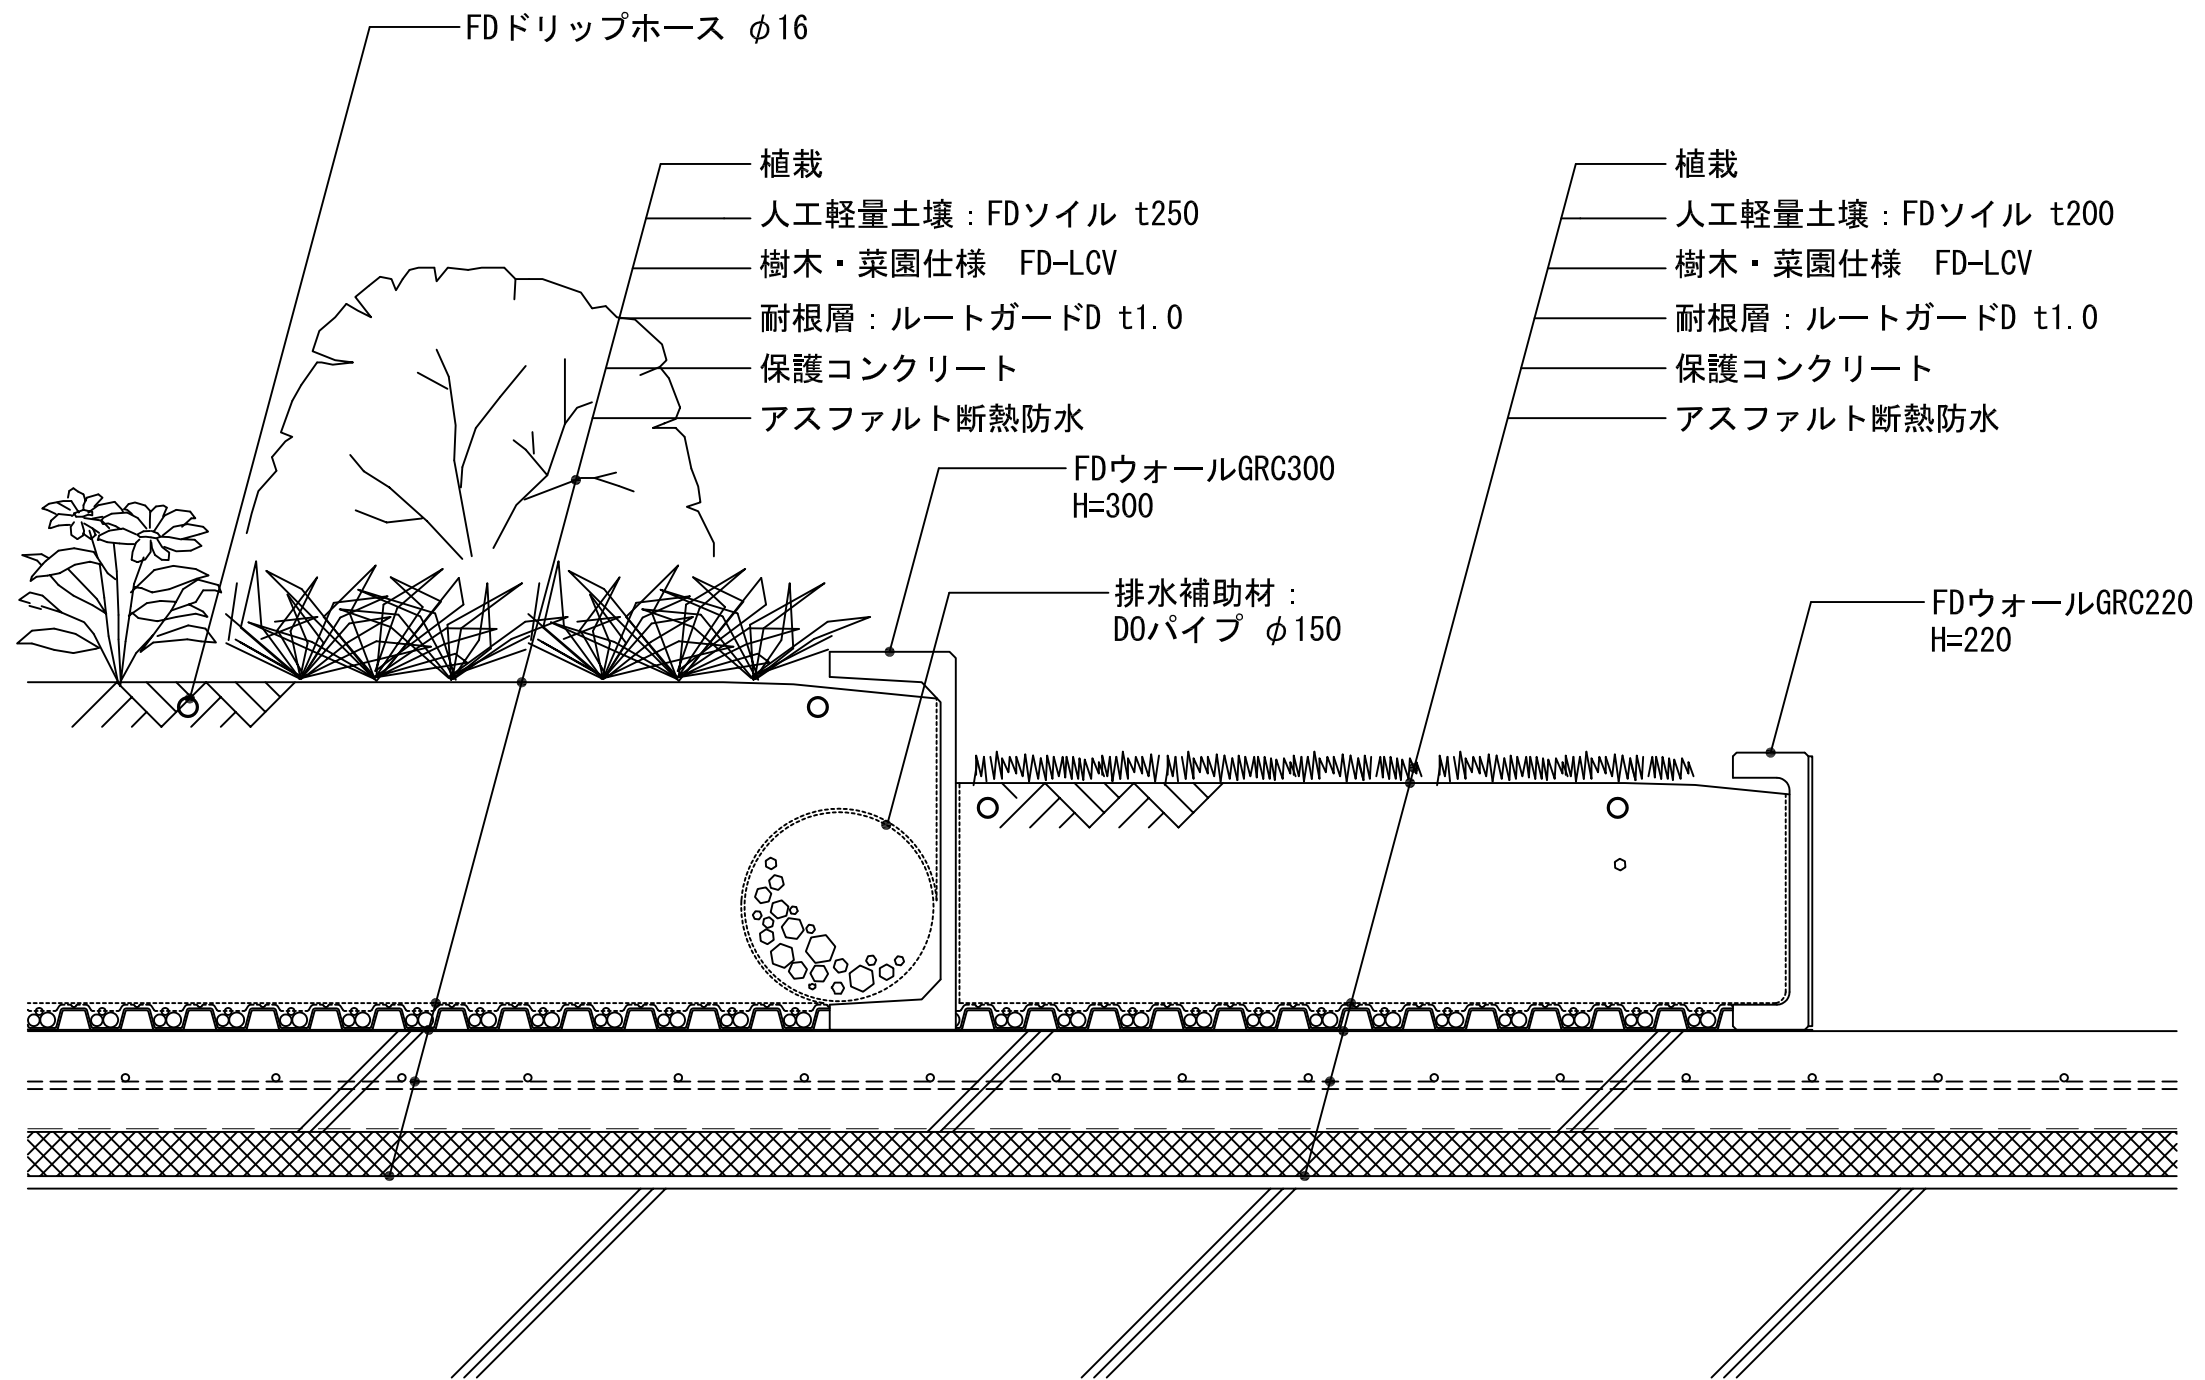 FDドリップホース φ16
植栽
人工軽量土壌：FDソイル t250
樹木・菜園仕様　FD-LCV
耐根層：ルートガードD t1.0
保護コンクリート
アスファルト断熱防水
FDウォールGRC300
H=300
排水補助材：
DOパイプ φ150
植栽
人工軽量土壌：FDソイル t200
樹木・菜園仕様　FD-LCV
耐根層：ルートガードD t1.0
保護コンクリート
アスファルト断熱防水
FDウォールGRC220
H=220